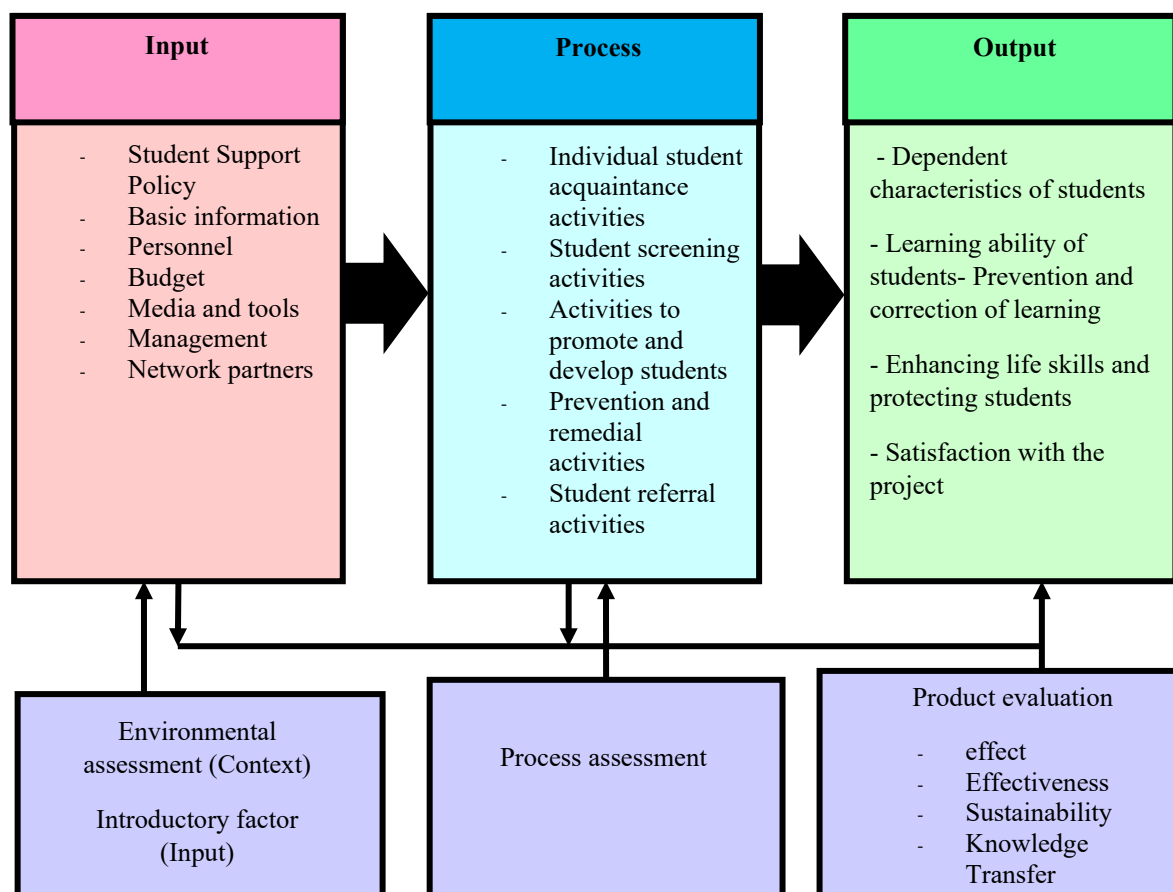 Input
- Student Support
Policy
- Basic information
- Personnel
- Budget
- Media and tools
- Management
- Network partners
Process
- Individual student
acquaintance
activities
- Student screening
activities
- Activities to
promote and
develop students
- Prevention and
remedial
activities
- Student referral
activities
Output
- Dependent
characteristics of students
- Learning ability of
students- Prevention and
correction of learning
- Enhancing life skills and
protecting students
- Satisfaction with the
project
Environmental
assessment (Context)
Introductory factor
(Input)
Process assessment
Product evaluation
- effect
- Effectiveness
- Sustainability
- Knowledge
Transfer